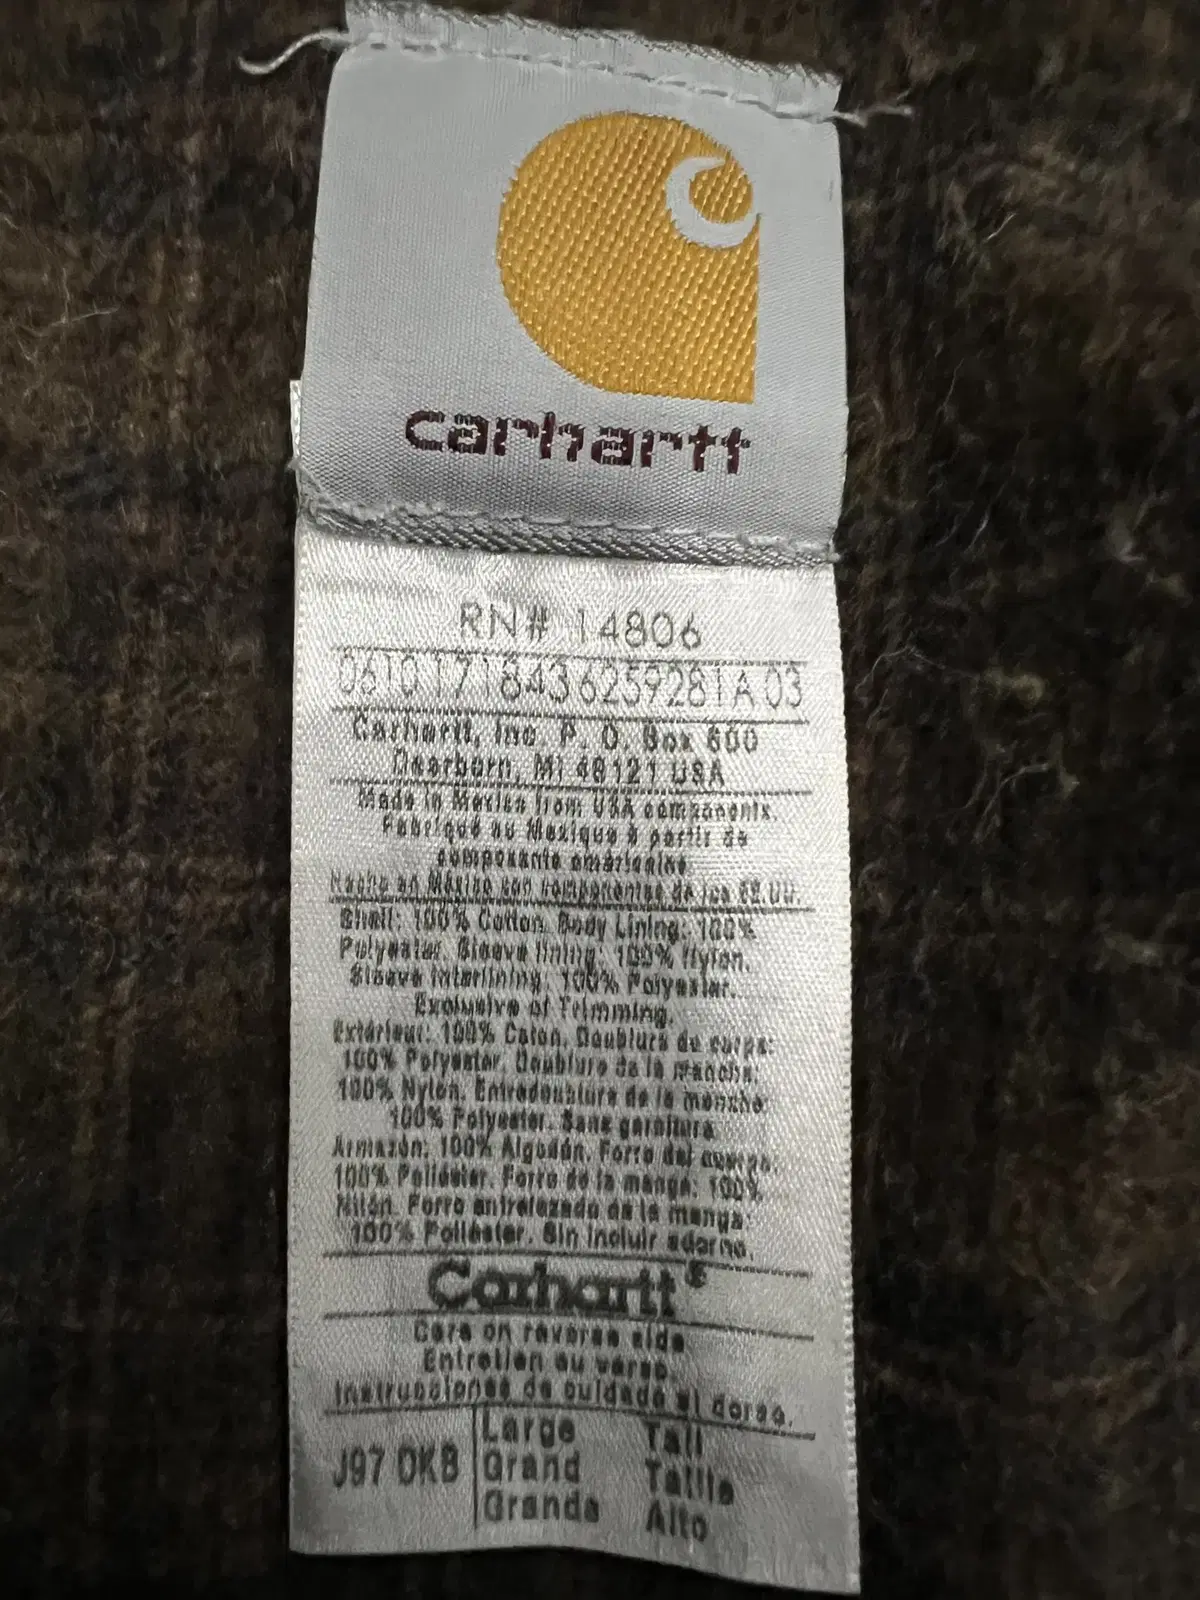 carhartt
RN# 14806
06101718436259281A 03
Carhartt, Inc. P. O. Box 600
Dearborn, MI 48121 USA
Made in Mexico from USA components.
Fabriqué au Mexique à partir de
composants américains.
Hecho en México con componentes de los EE.UU.
Shell: 100% Cotton. Body Lining: 100%
Polyester. Sleeve lining: 100% Nylon.
Sleeve Interlining: 100% Polyester.
Exclusive of Trimming.
Extérieur: 100% Coton. Doublure du corps:
100% Polyester. Doublure de la manche:
100% Nylon. Entredoublure de la manche:
100% Polyester. Sans garniture.
Armazón: 100% Algodón. Forro del cuerpo:
100% Poliéster. Forro de la manga: 100%
Nilón. Forro entrelazado de la manga:
100% Poliéster. Sin incluir adorno.
Carhartt®
Care on reverse side
Entretien au verso.
Instrucciones de cuidado al dorso.
J97 DKB
Large Tall
Grand Taille
Grande Alto